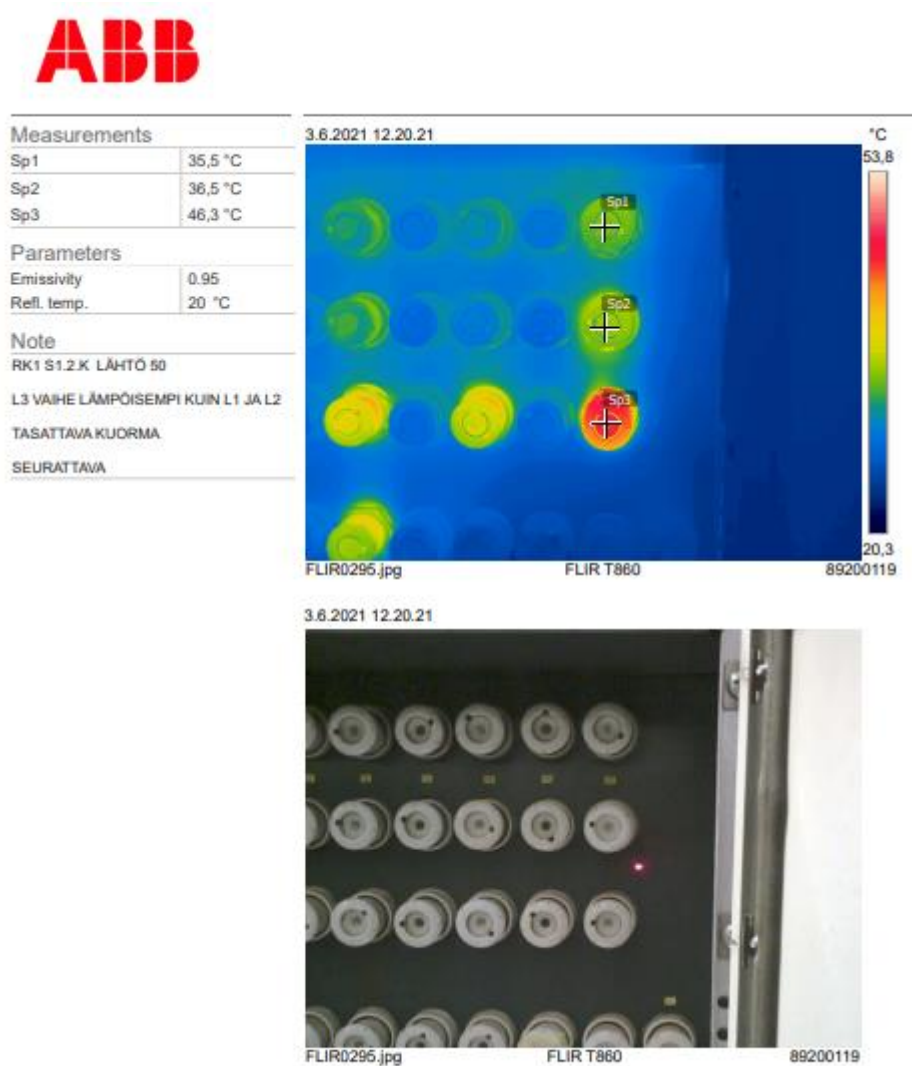 ABB
Measurements
Sp1 35,5 °C
Sp2 36,5 °C
Sp3 46,3 °C
Parameters
Emissivity 0.95
Refl. temp. 20 °C
Note
RK1 S1.2.K LÄHTÖ 50
L3 VAIHE LÄMPÖISEMPI KUIN L1 JA L2
TASATTAVA KUORMA
SEURATTAVA
3.6.2021 12.20.21 °C
53,8
Sp1
Sp2
Sp3
20,3
FLIR0295.jpg FLIR T860 89200119
3.6.2021 12.20.21
FLIR0295.jpg FLIR T860 89200119